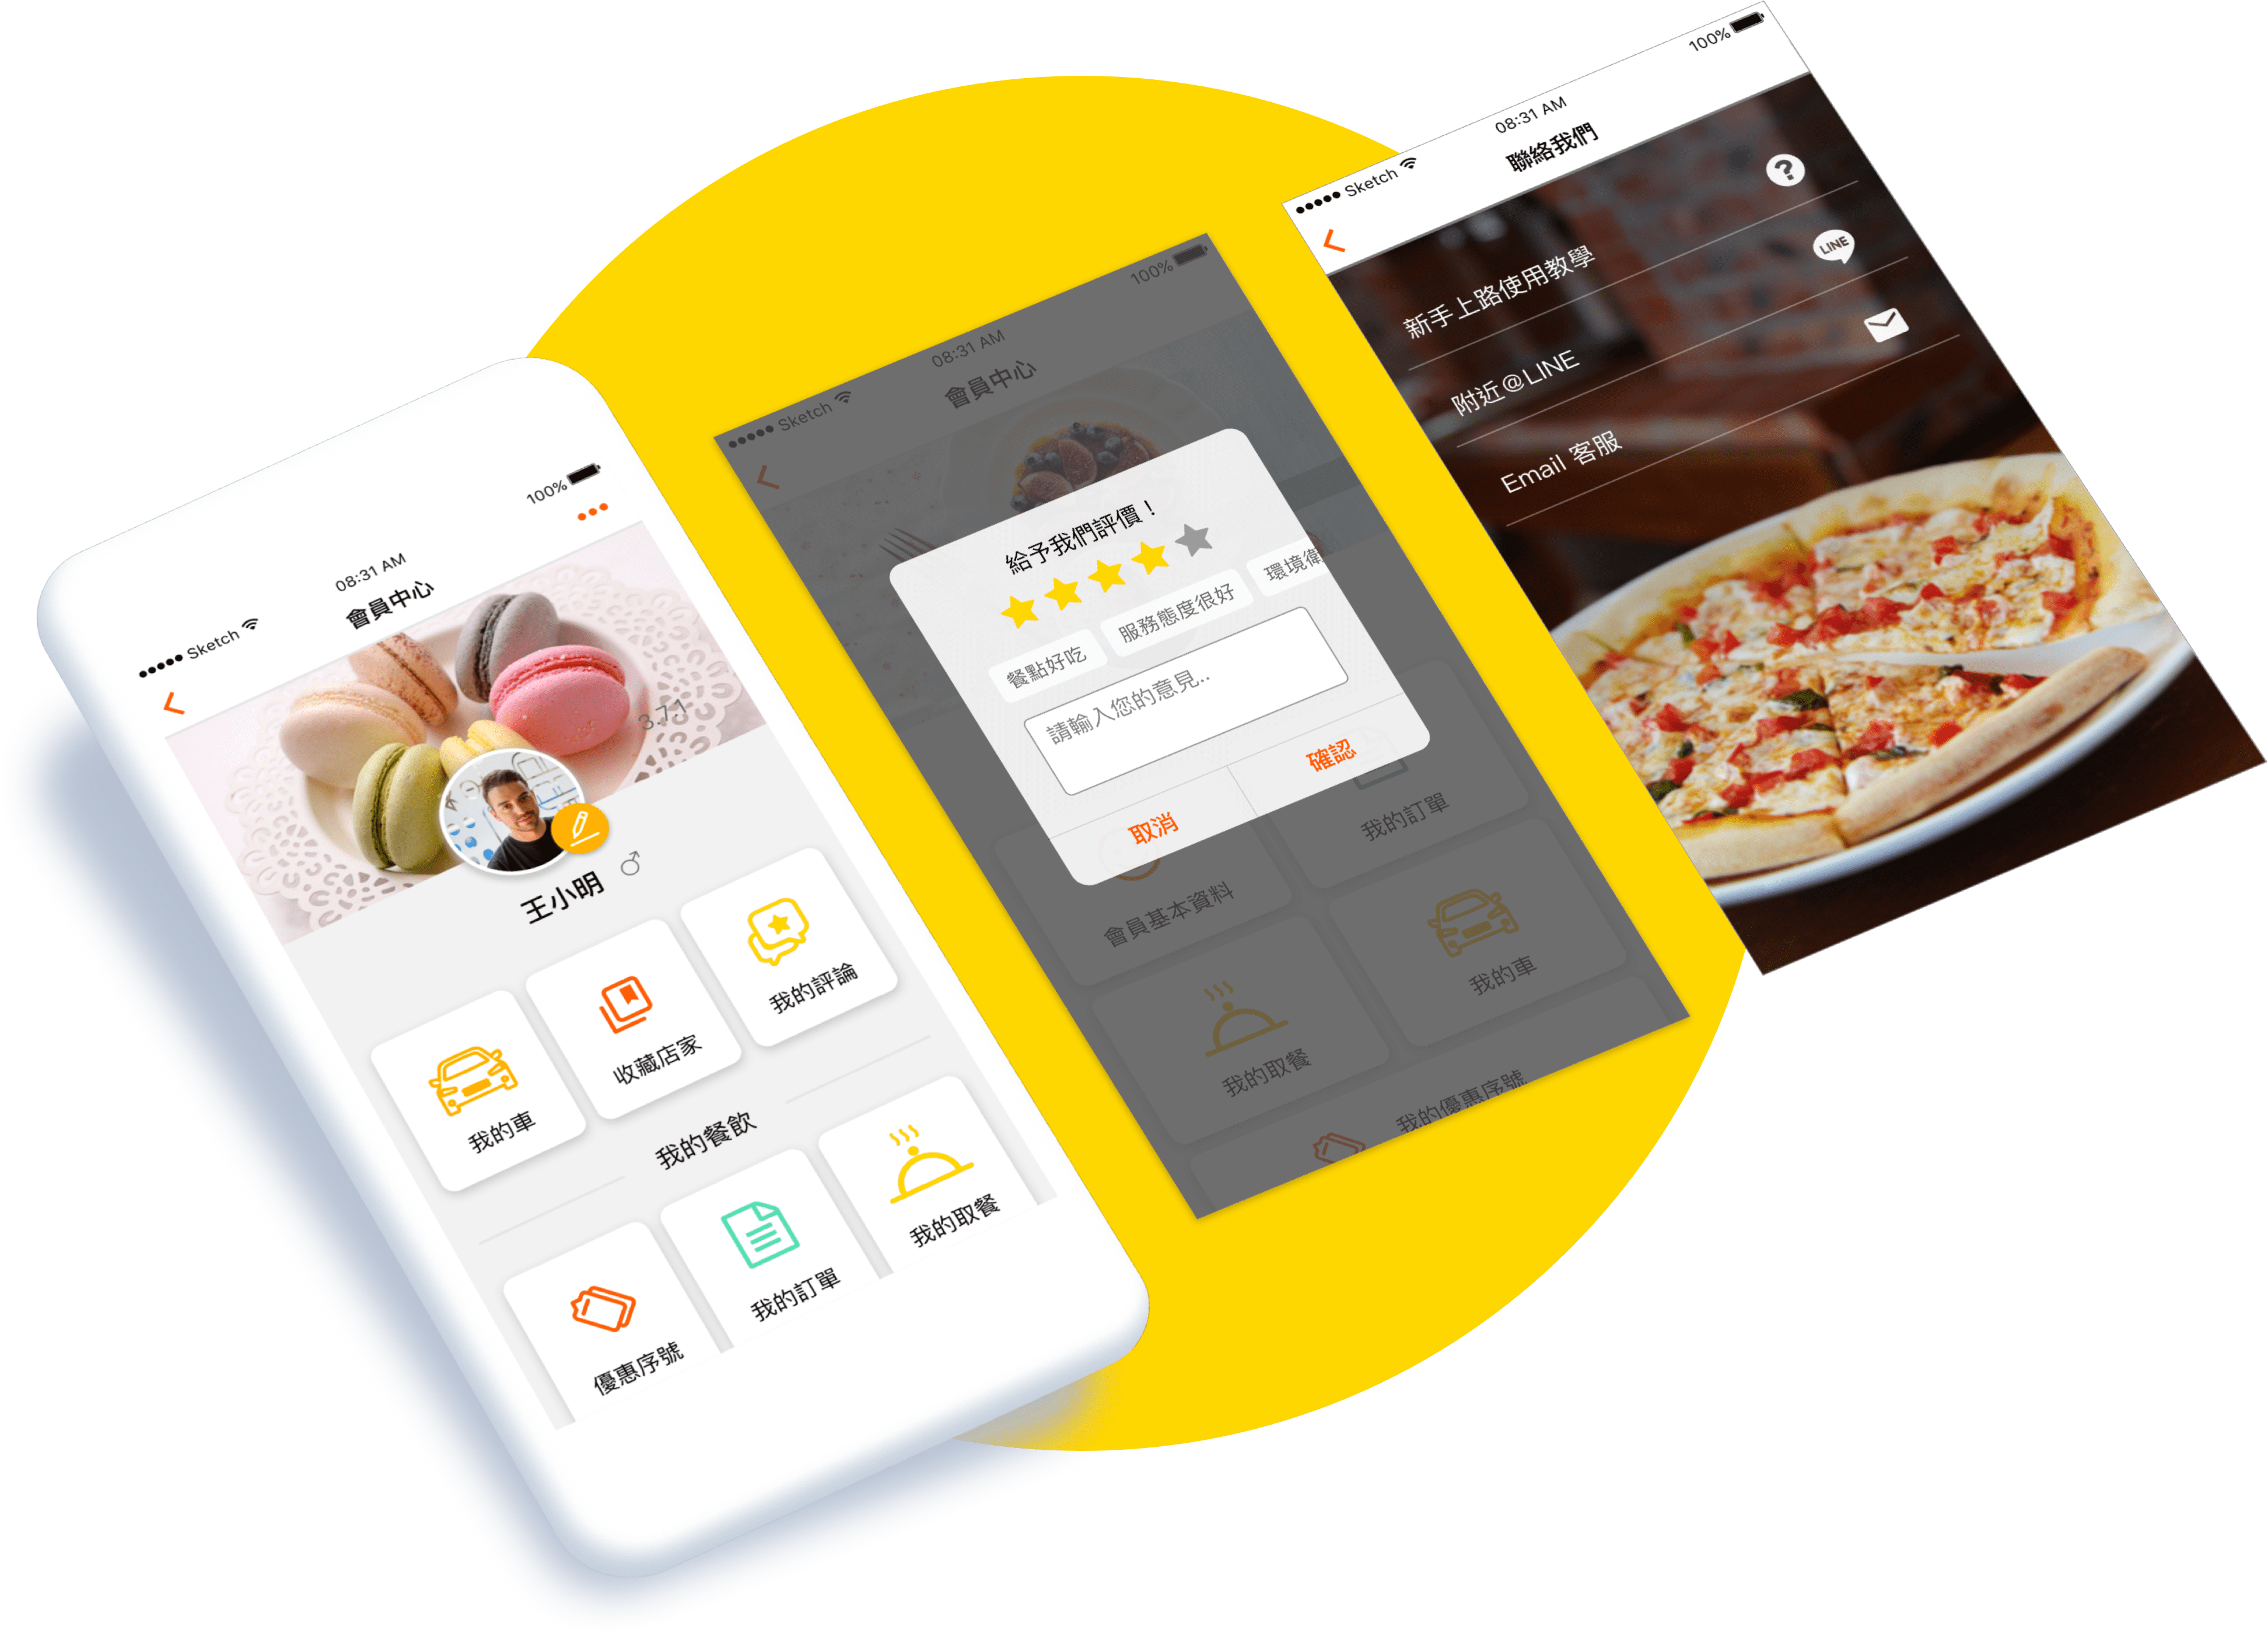 Sketch
08:31 AM
100%
會員中心
3.7.1
王小明
我的車
收藏店家
我的評論
我的餐飲
優惠序號
我的訂單
我的取餐
Sketch
08:31 AM
100%
會員中心
給予我們評價！
餐點好吃
服務態度很好
環境衛
請輸入您的意見..
取消
確認
會員基本資料
我的訂單
我的取餐
我的車
我的優惠序號
Sketch
08:31 AM
100%
聯絡我們
新手上路使用教學
附近@LINE
LINE
Email 客服